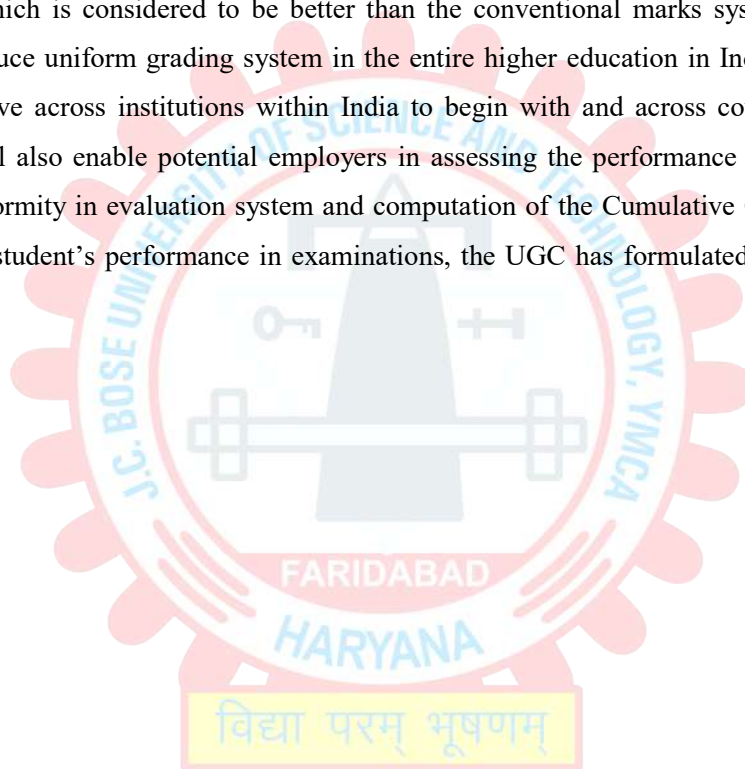 hich is considered to be better than the conventional marks sys
uce uniform grading system in the entire higher education in In
ve across institutions within India to begin with and across co
l also enable potential employers in assessing the performance
ormity in evaluation system and computation of the Cumulative
student’s performance in examinations, the UGC has formulated
J.C. BOSE UNIVERSITY OF SCIENCE AND TECHNOLOGY, YMCA
FARIDABAD
HARYANA
विद्या परम् भूषणम्